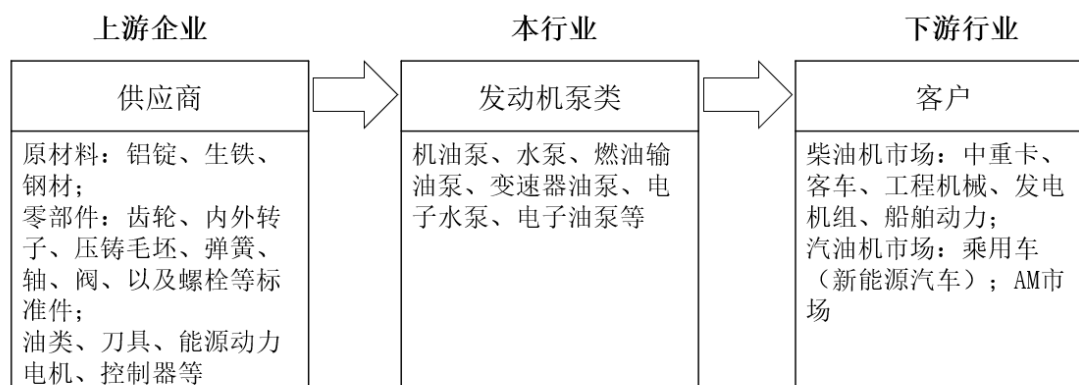 上游企业
本行业
下游行业
供应商
发动机泵类
客户
原材料：铝锭、生铁、
钢材；
零部件：齿轮、内外转
子、压铸毛坯、弹簧、
轴、阀、以及螺栓等标
准件；
油类、刀具、能源动力
电机、控制器等
机油泵、水泵、燃油输
油泵、变速器油泵、电
子水泵、电子油泵等
柴油机市场：中重卡、
客车、工程机械、发电
机组、船舶动力；
汽油机市场：乘用车
（新能源汽车）；AM市
场